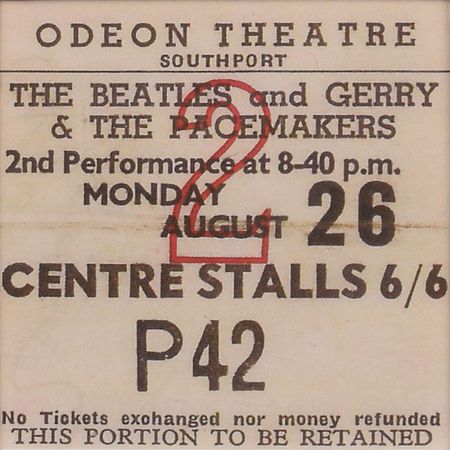 ODEON THEATRE
SOUTHPORT
THE BEATLES and GERRY
& THE PACEMAKERS
2nd Performance at 8-40 p.m.
MONDAY
AUGUST 26
2
CENTRE STALLS 6/6
P42
No Tickets exchanged nor money refunded
THIS PORTION TO BE RETAINED